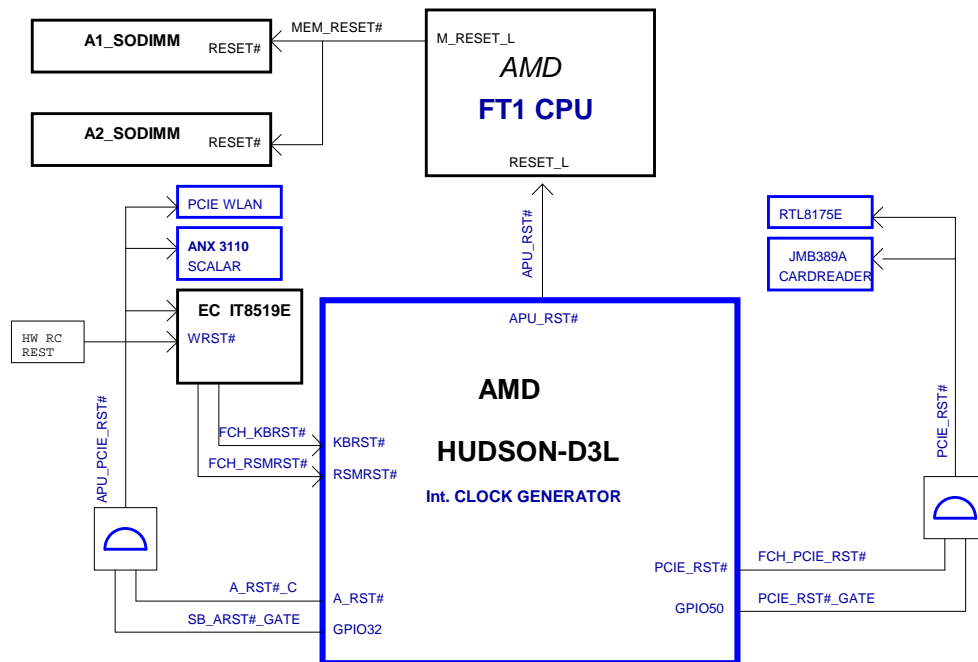 A1_SODIMM
RESET#
MEM_RESET#
M_RESET_L
AMD
FT1 CPU
RESET_L
A2_SODIMM
RESET#
PCIE WLAN
ANX 3110
SCALAR
APU_RST#
RTL8175E
JMB389A
CARDREADER
EC IT8519E
WRST#
HW RC
REST
APU_RST#
AMD
HUDSON-D3L
Int. CLOCK GENERATOR
FCH_KBRST#
KBRST#
FCH_RSMRST#
RSMRST#
APU_PCIE_RST#
PCIE_RST#
A_RST#_C
A_RST#
SB_ARST#_GATE
GPIO32
PCIE_RST#
FCH_PCIE_RST#
GPIO50
PCIE_RST#_GATE